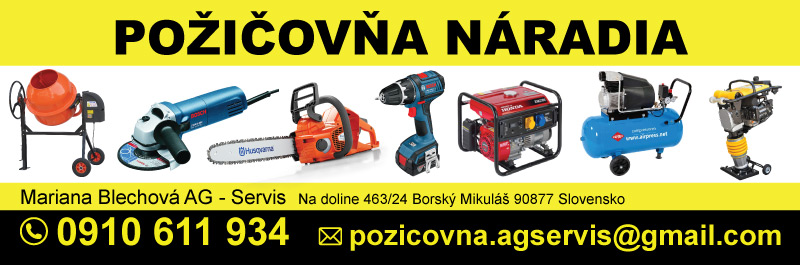 POŽIČOVŇA NÁRADIA
BOSCH
Husqvarna
HONDA
www.airpress.net
Mariana Blechová AG - Servis Na doline 463/24 Borský Mikuláš 90877 Slovensko
0910 611 934 pozicovna.agservis@gmail.com